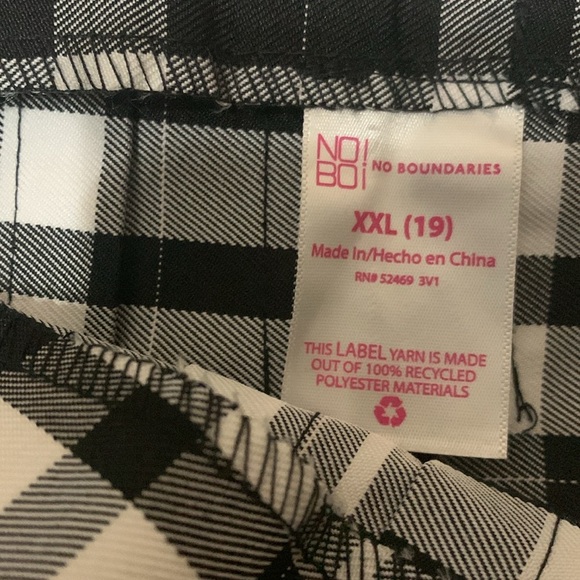 NO!
BO!
NO BOUNDARIES
XXL (19)
Made In/Hecho en China
RN# 52469 3V1
THIS LABEL YARN IS MADE
OUT OF 100% RECYCLED
POLYESTER MATERIALS